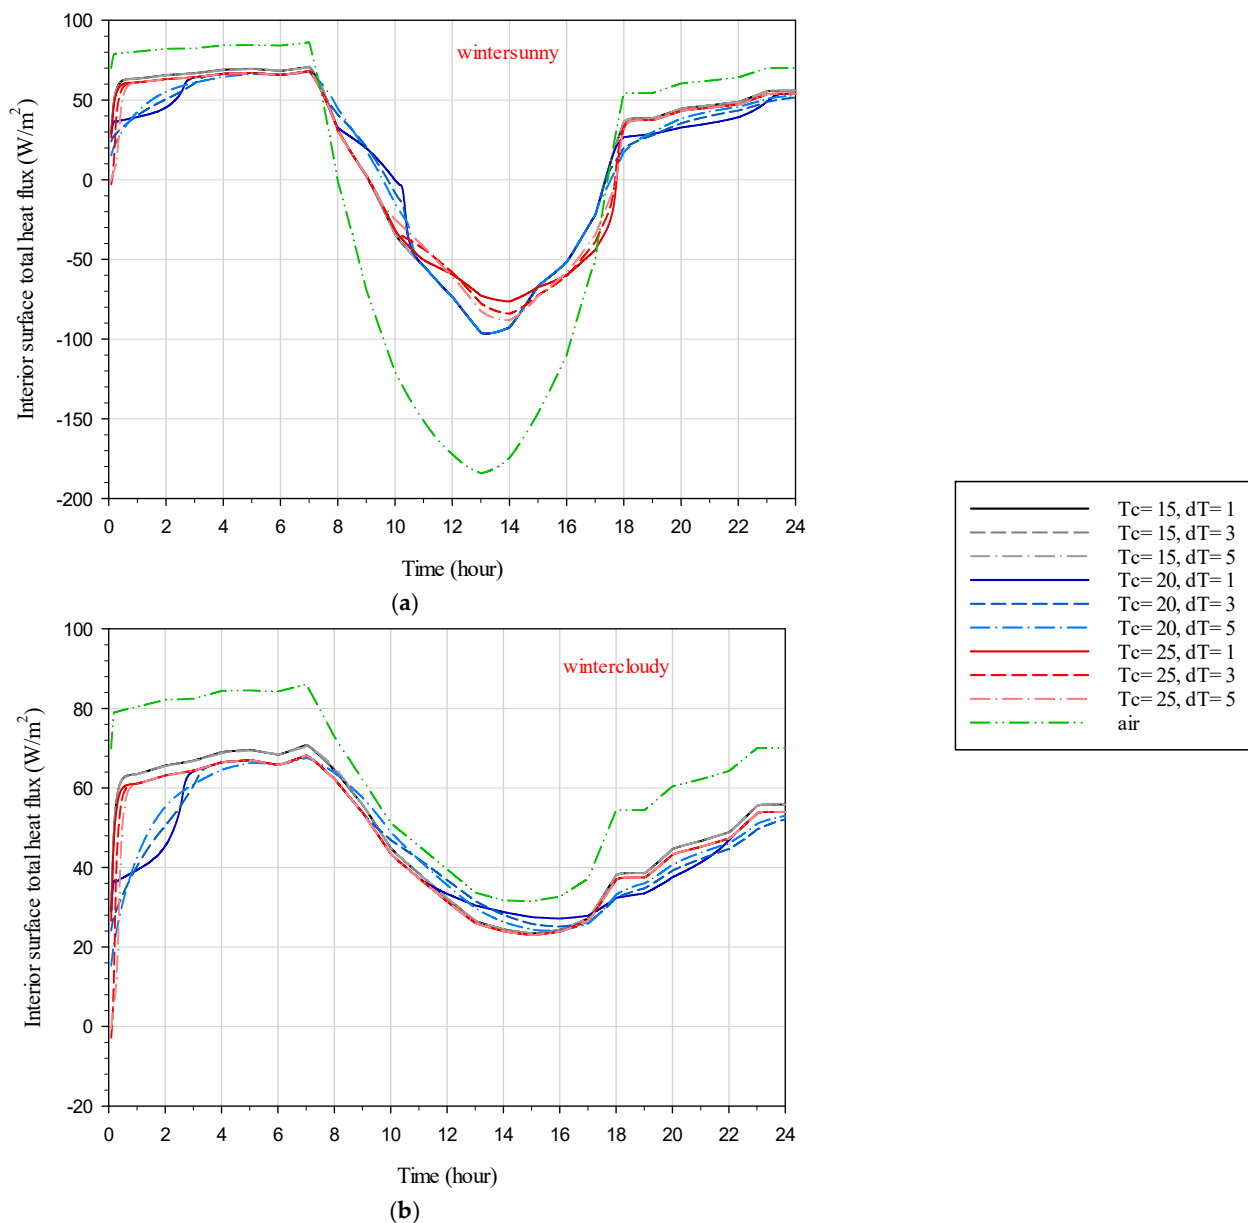 100
50
0
-50
-100
-150
-200
Interior surface total heat flux (W/m²)
wintersunny
0 2 4 6 8 10 12 14 16 18 20 22 24
Time (hour)
(a)
100
80
60
40
20
0
-20
Interior surface total heat flux (W/m²)
wintercloudy
0 2 4 6 8 10 12 14 16 18 20 22 24
Time (hour)
(b)
Tc= 15, dT= 1
Tc= 15, dT= 3
Tc= 15, dT= 5
Tc= 20, dT= 1
Tc= 20, dT= 3
Tc= 20, dT= 5
Tc= 25, dT= 1
Tc= 25, dT= 3
Tc= 25, dT= 5
air